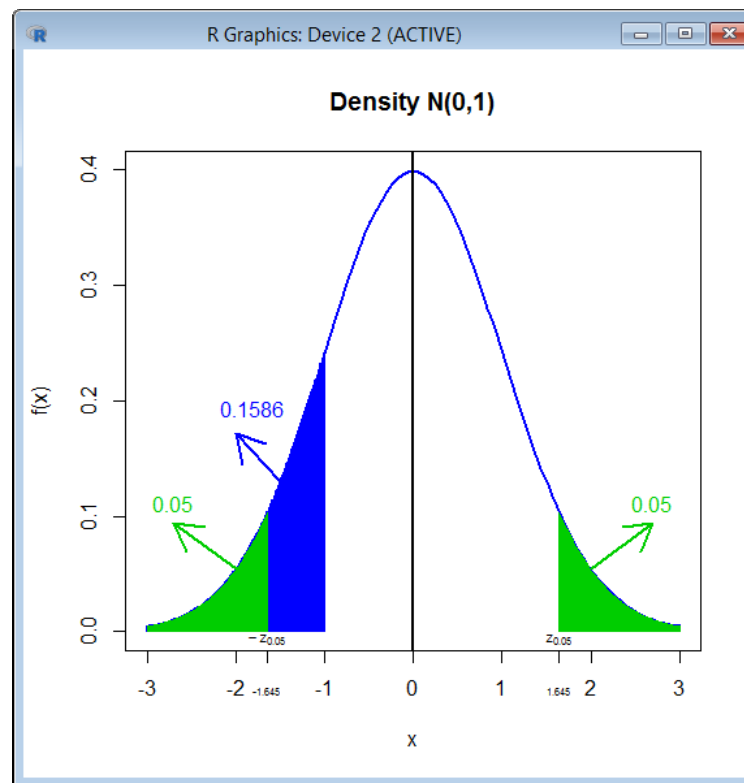 R Graphics: Device 2 (ACTIVE)
Density N(0,1)
f(x)
0.4
0.3
0.2
0.1
0.0
0.1586
0.05
0.05
−z0.05
z0.05
-3 -2 -1.645 -1 0 1 1.645 2 3
x